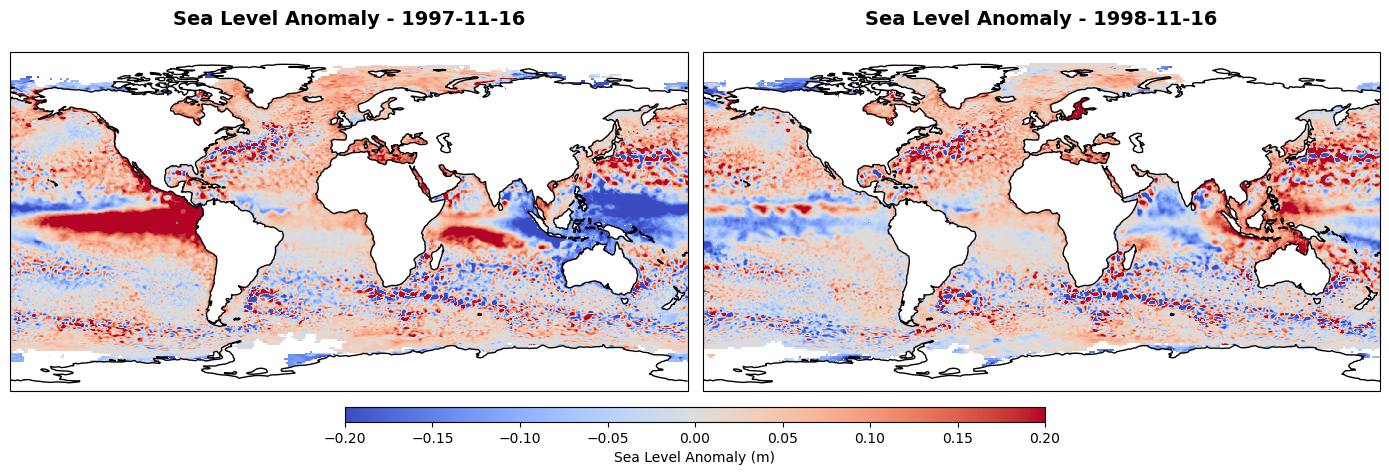 Sea Level Anomaly - 1997-11-16
Sea Level Anomaly - 1998-11-16
−0.20 −0.15 −0.10 −0.05 0.00 0.05 0.10 0.15 0.20
Sea Level Anomaly (m)